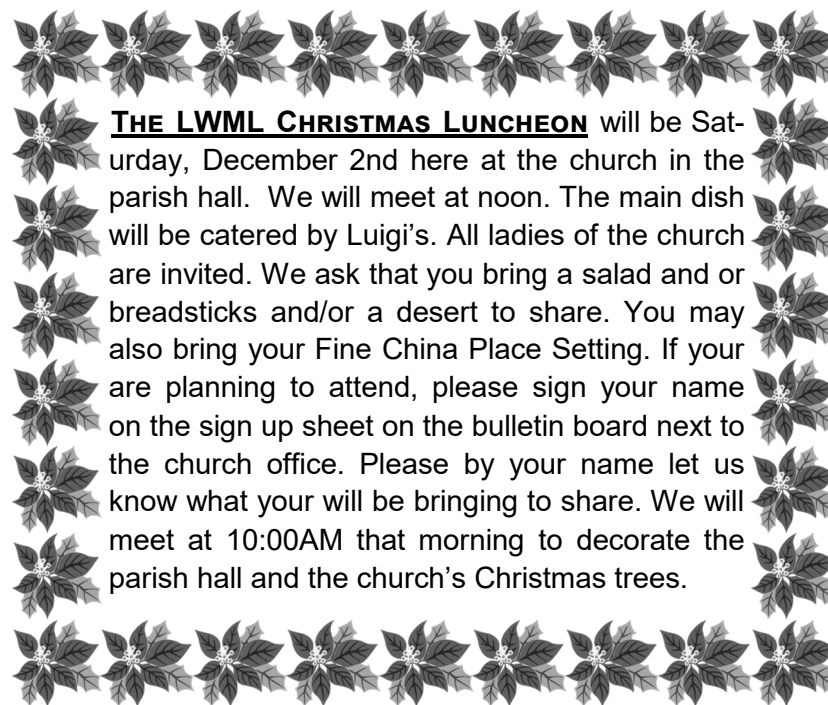 THE LWML CHRISTMAS LUNCHEON will be Sat-
urday, December 2nd here at the church in the
parish hall.  We will meet at noon. The main dish
will be catered by Luigi’s. All ladies of the church
are invited. We ask that you bring a salad and or
breadsticks and/or a desert to share. You may
also bring your Fine China Place Setting. If your
are planning to attend, please sign your name
on the sign up sheet on the bulletin board next to
the church office. Please by your name let us
know what your will be bringing to share. We will
meet at 10:00AM that morning to decorate the
parish hall and the church’s Christmas trees.